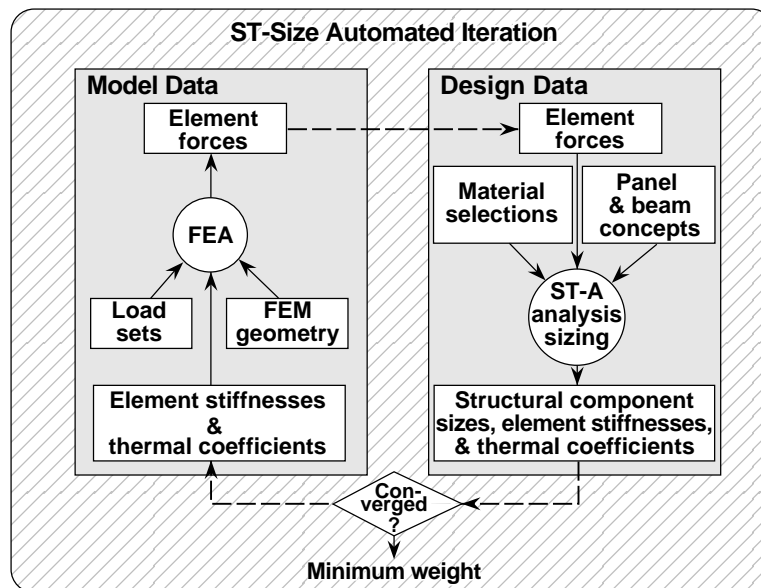 ST-Size Automated Iteration
Model Data
Element
forces
FEA
Load
sets
FEM
geometry
Element stiffnesses
&
thermal coefficients
Design Data
Element
forces
Material
selections
Panel
& beam
concepts
ST-A
analysis
sizing
Structural component
sizes, element stiffnesses,
& thermal coefficients
Con-
verged
?
Minimum weight